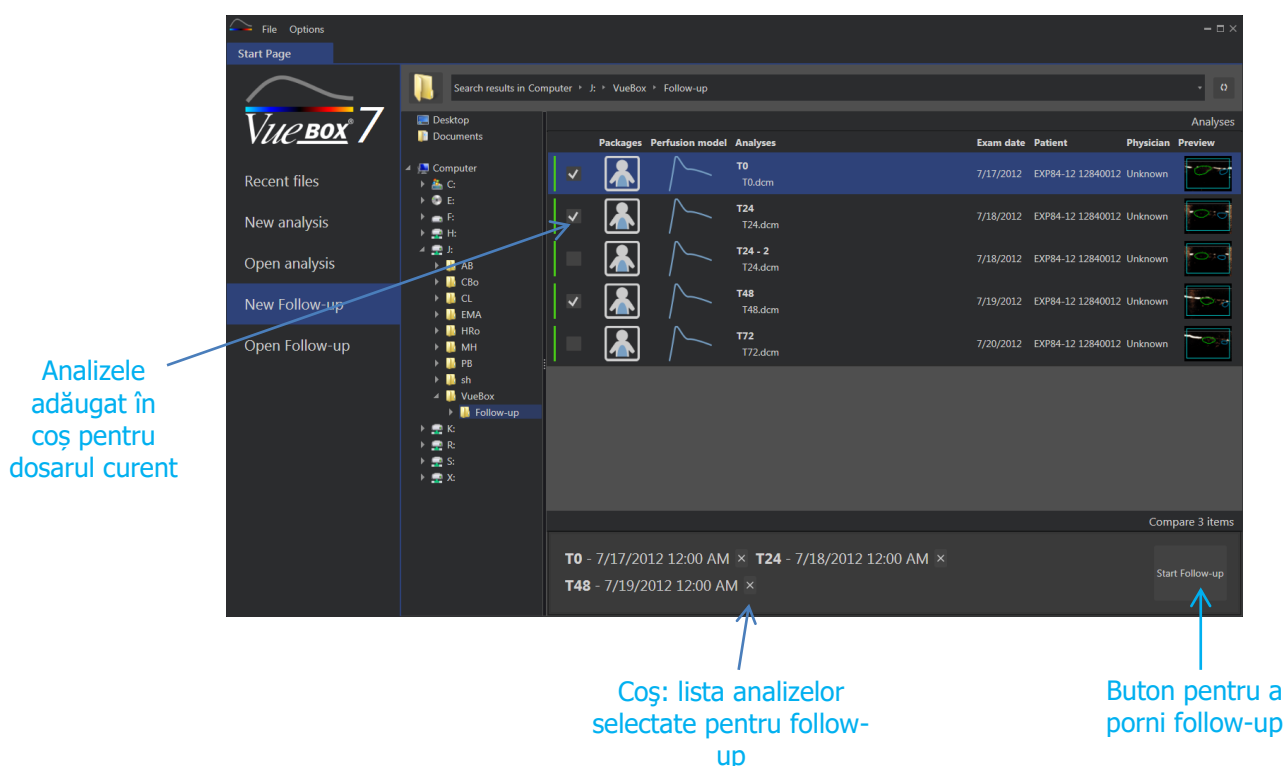 File Options
Start Page
VueBOX® 7
Recent files
New analysis
Open analysis
New Follow-up
Open Follow-up
Search results in Computer J: VueBox Follow-up
Desktop
Documents
Computer
C:
E:
F:
H:
J:
AB
CBo
CL
EMA
HRo
MH
PB
sh
VueBox
Follow-up
K:
R:
S:
X:
Analyses
Packages Perfusion model Analyses Exam date Patient Physician Preview
T0 
T0.dcm
7/17/2012 EXP84-12 12840012 Unknown
T24
T24.dcm
7/18/2012 EXP84-12 12840012 Unknown
T24 - 2
T24.dcm
7/18/2012 EXP84-12 12840012 Unknown
T48
T48.dcm
7/19/2012 EXP84-12 12840012 Unknown
T72
T72.dcm
7/20/2012 EXP84-12 12840012 Unknown
Compare 3 items
T0 - 7/17/2012 12:00 AM × T24 - 7/18/2012 12:00 AM ×
T48 - 7/19/2012 12:00 AM ×
Start Follow-up
Analizele
adăugat în
coș pentru
dosarul curent
Coş: lista analizelor
selectate pentru follow-
up
Buton pentru a
porni follow-up